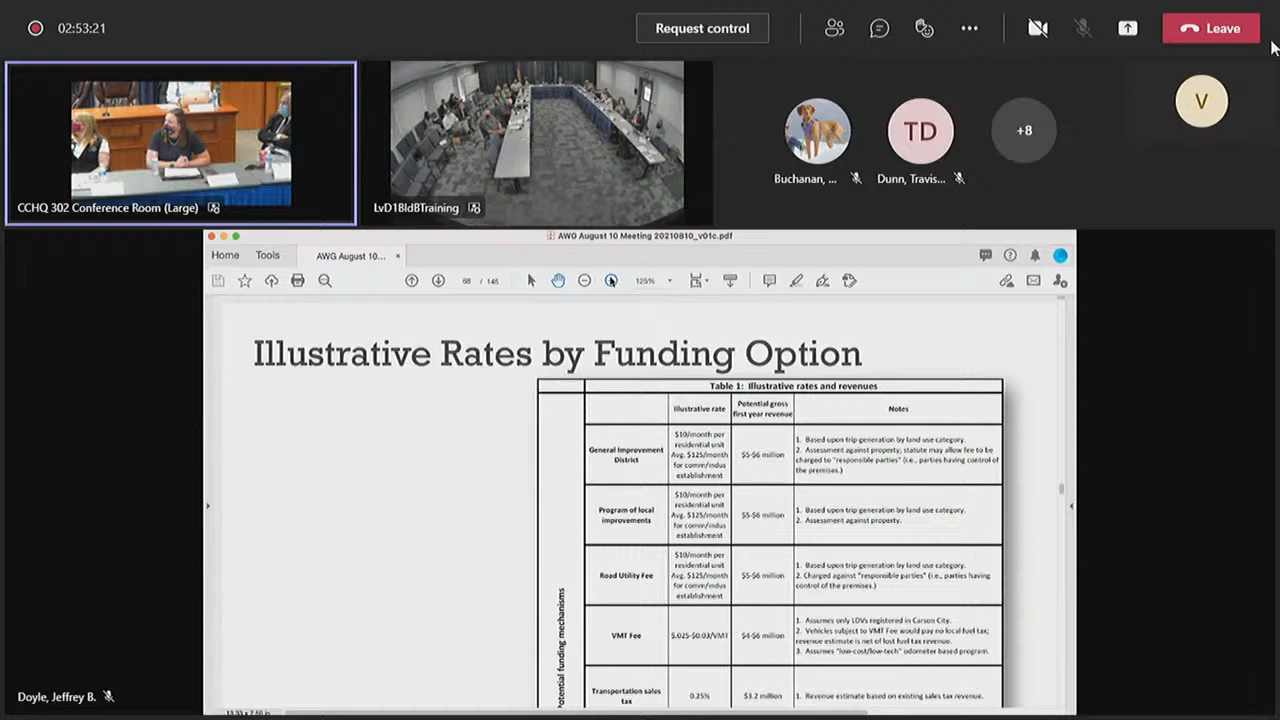 02:53:21
Request control
Leave
CCHQ 302 Conference Room (Large)
LvD1BldBTraining
Buchanan, ...
TD
Dunn, Travis...
+8
V
AWG August 10 Meeting 20210810_v01c.pdf
Home
Tools
AWG August 10...
68 / 145
125%
Illustrative Rates by Funding Option
Table 1: Illustrative rates and revenues
Illustrative rate
Potential gross
first year revenue
Notes
General Improvement
District
$10/month per
residential unit
Avg. $125/month
for comm/indus
establishment
$5-$6 million
1. Based upon trip generation by land use category.
2. Assessment against property; statute may allow fee to be
charged to "responsible parties" (i.e., parties having control of
the premises.)
Program of local
improvements
$10/month per
residential unit
Avg. $125/month
for comm/indus
establishment
$5-$6 million
1. Based upon trip generation by land use category.
2. Assessment against property.
Road Utility Fee
$10/month per
residential unit
Avg. $125/month
for comm/indus
establishment
$5-$6 million
1. Based upon trip generation by land use category.
2. Charged against "responsible parties" (i.e., parties having
control of the premises.)
VMT Fee
$.025-$0.03/VMT
$4-$6 million
1. Assumes only LDVs registered in Carson City.
2. Vehicles subject to VMT Fee would pay no local fuel tax;
revenue estimate is net of lost fuel tax revenue.
3. Assumes "low-cost/low-tech" odometer based program.
Transportation sales
tax
0.25%
$3.2 million
1. Revenue estimate based on existing sales tax revenue.
otential funding mechanisms
Doyle, Jeffrey B.